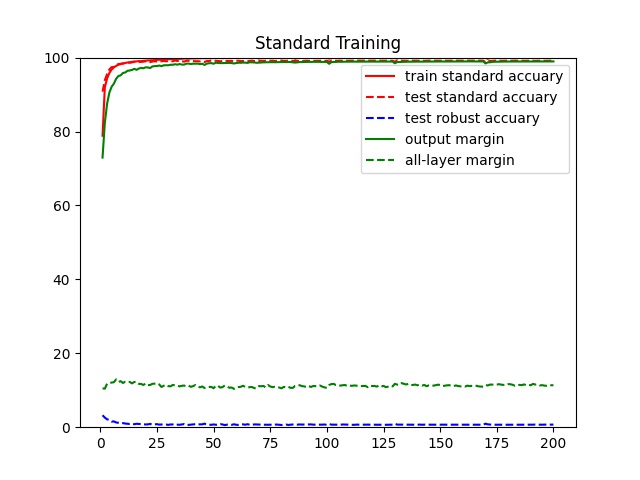 Standard Training
100
80
60
40
20
0
train standard accuary
test standard accuary
test robust accuary
output margin
all-layer margin
0 25 50 75 100 125 150 175 200